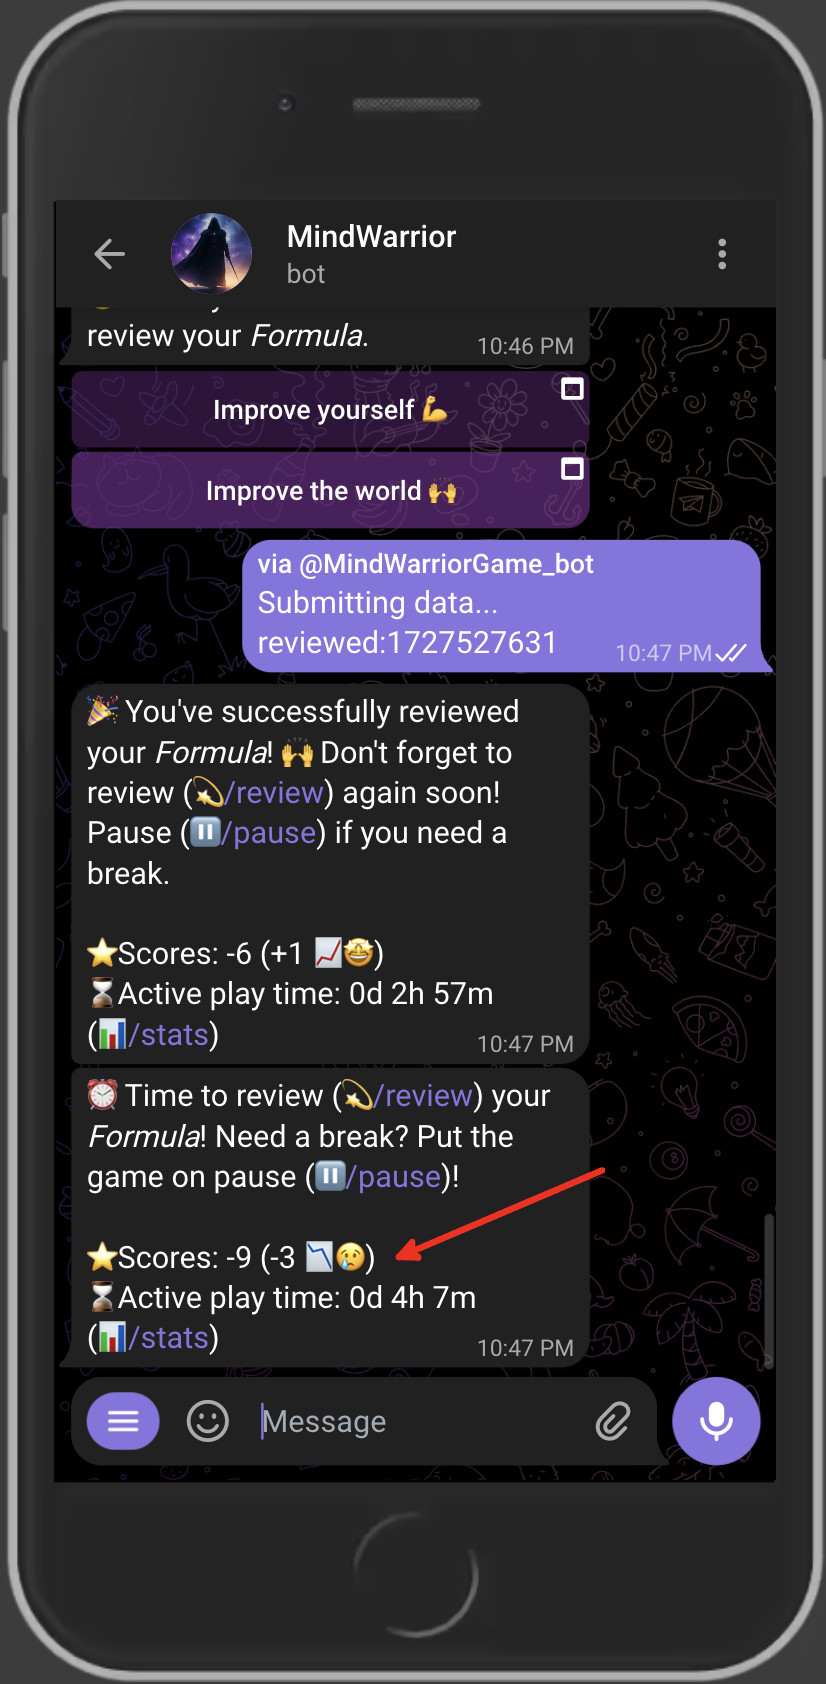 MindWarrior
bot
review your Formula.
10:46 PM
Improve yourself 💪
Improve the world 🙌
via @MindWarriorGame_bot
Submitting data...
reviewed:1727527631
10:47 PM
🎉 You've successfully reviewed
your Formula! 🙌 Don't forget to
review (💫/review) again soon!
Pause (⏸/pause) if you need a
break.
⭐Scores: -6 (+1 📈🤩)
⏳Active play time: 0d 2h 57m
(📊/stats)
10:47 PM
⏰ Time to review (💫/review) your
Formula! Need a break? Put the
game on pause (⏸/pause)!
⭐Scores: -9 (-3 📉😢)
⏳Active play time: 0d 4h 7m
(📊/stats)
10:47 PM
Message